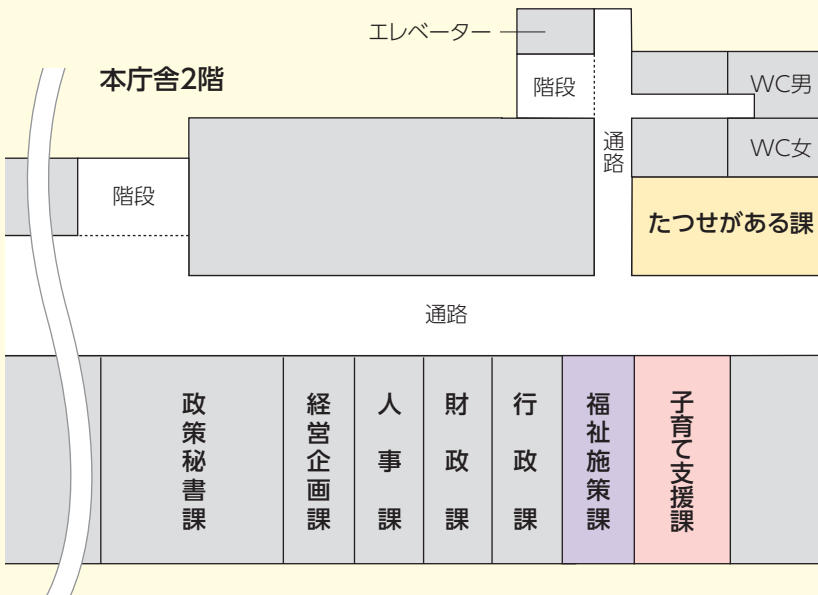 エレベーター
本庁舎2階
階段
WC男
通路
WC女
階段
たつせがある課
通路
政策秘書課
経営企画課
人事課
財政課
行政課
福祉施策課
子育て支援課